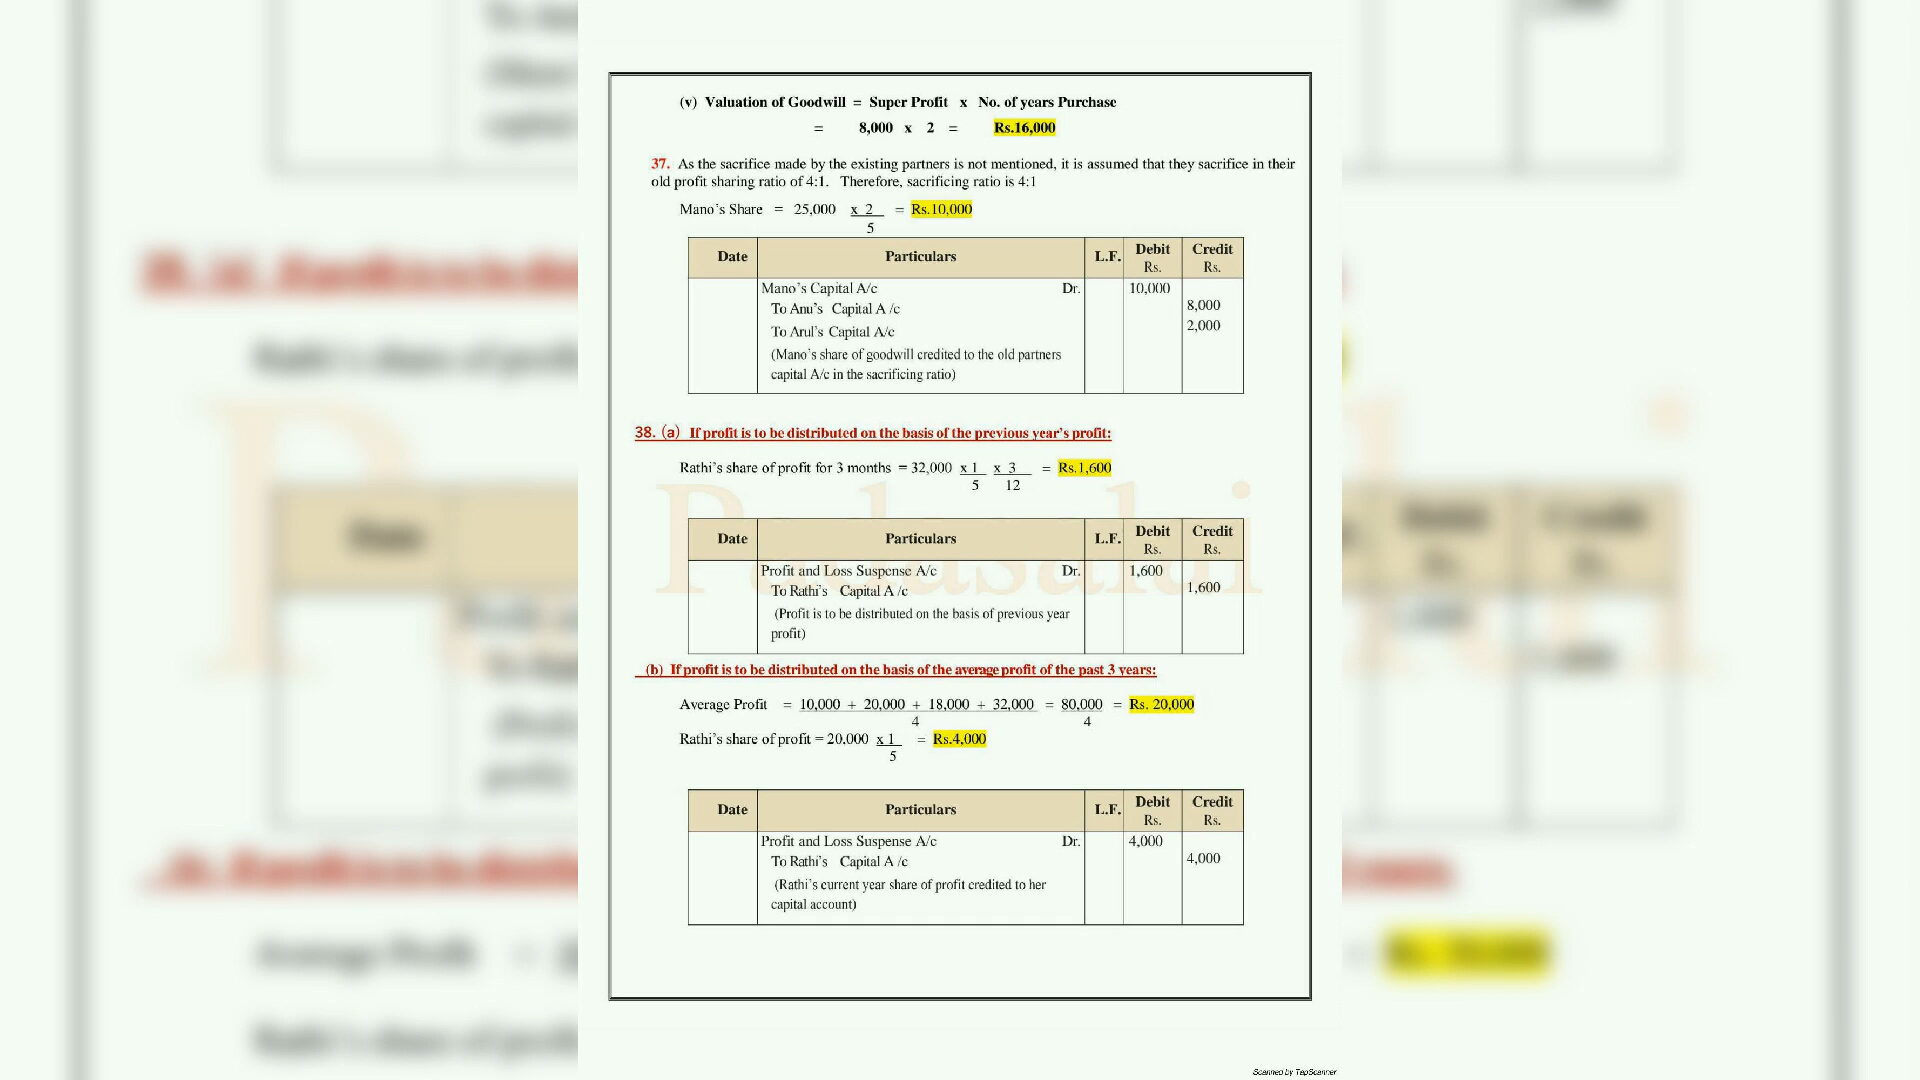 (v) Valuation of Goodwill = Super Profit x No. of years Purchase
= 8,000 x 2 = Rs.16,000
37. As the sacrifice made by the existing partners is not mentioned, it is assumed that they sacrifice in their
old profit sharing ratio of 4:1. Therefore, sacrificing ratio is 4:1
Mano's Share = 25,000 x 2 = Rs.10,000
5
Date Particulars L.F. Debit Rs. Credit Rs.
Mano's Capital A/c Dr. 10,000
To Anu's Capital A /c 8,000
To Arul's Capital A/c 2,000
(Mano's share of goodwill credited to the old partners
capital A/c in the sacrificing ratio)
38. (a) If profit is to be distributed on the basis of the previous year's profit:
Rathi's share of profit for 3 months = 32,000 x 1 x 3 = Rs.1,600
5 12
Padasalai
Date Particulars L.F. Debit Rs. Credit Rs.
Profit and Loss Suspense A/c Dr. 1,600
To Rathi's Capital A /c 1,600
(Profit is to be distributed on the basis of previous year
profit)
(b) If profit is to be distributed on the basis of the average profit of the past 3 years:
Average Profit = 10,000 + 20,000 + 18,000 + 32,000 = 80,000 = Rs. 20,000
4 4
Rathi's share of profit = 20,000 x 1 = Rs.4,000
5
Date Particulars L.F. Debit Rs. Credit Rs.
Profit and Loss Suspense A/c Dr. 4,000
To Rathi's Capital A /c 4,000
(Rathi's current year share of profit credited to her
capital account)
Scanned by TapScanner